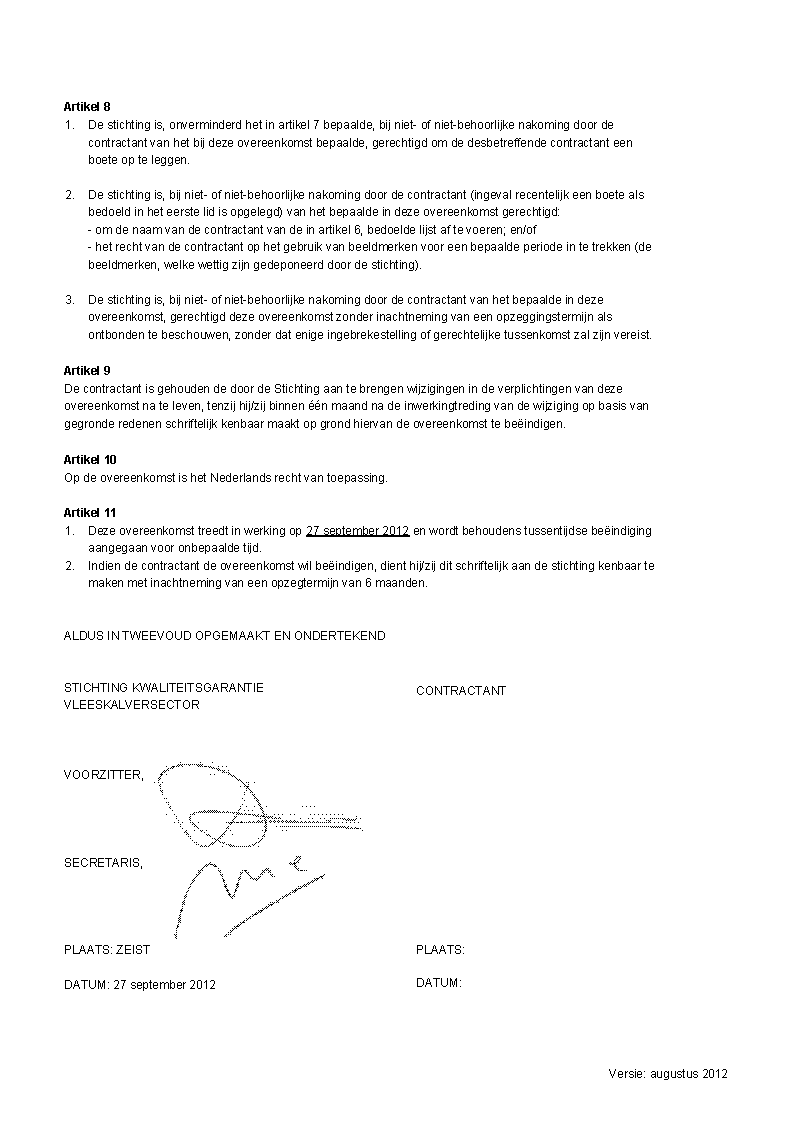 Artikel 8
1. De stichting is, onverminderd het in artikel 7 bepaalde, bij niet- of niet-behoorlijke nakoming door de
contractant van het bij deze overeenkomst bepaalde, gerechtigd om de desbetreffende contractant een
boete op te leggen.
2. De stichting is, bij niet- of niet-behoorlijke nakoming door de contractant (ingeval recentelijk een boete als
bedoeld in het eerste lid is opgelegd) van het bepaalde in deze overeenkomst gerechtigd:
- om de naam van de contractant van de in artikel 6, bedoelde lijst af te voeren; en/of
- het recht van de contractant op het gebruik van beeldmerken voor een bepaalde periode in te trekken (de
beeldmerken, welke wettig zijn gedeponeerd door de stichting).
3. De stichting is, bij niet- of niet-behoorlijke nakoming door de contractant van het bepaalde in deze
overeenkomst, gerechtigd deze overeenkomst zonder inachtneming van een opzeggingstermijn als
ontbonden te beschouwen, zonder dat enige ingebrekestelling of gerechtelijke tussenkomst zal zijn vereist.
Artikel 9
De contractant is gehouden de door de Stichting aan te brengen wijzigingen in de verplichtingen van deze
overeenkomst na te leven, tenzij hij/zij binnen één maand na de inwerkingtreding van de wijziging op basis van
gegronde redenen schriftelijk kenbaar maakt op grond hiervan de overeenkomst te beëindigen.
Artikel 10
Op de overeenkomst is het Nederlands recht van toepassing.
Artikel 11
1. Deze overeenkomst treedt in werking op 27 september 2012 en wordt behoudens tussentijdse beëindiging
aangegaan voor onbepaalde tijd.
2. Indien de contractant de overeenkomst wil beëindigen, dient hij/zij dit schriftelijk aan de stichting kenbaar te
maken met inachtneming van een opzegtermijn van 6 maanden.
ALDUS IN TWEEVOUD OPGEMAAKT EN ONDERTEKEND
STICHTING KWALITEITSGARANTIE
VLEESKALVERSECTOR
CONTRACTANT
VOORZITTER,
SECRETARIS,
PLAATS: ZEIST
PLAATS:
DATUM: 27 september 2012
DATUM:
Versie: augustus 2012